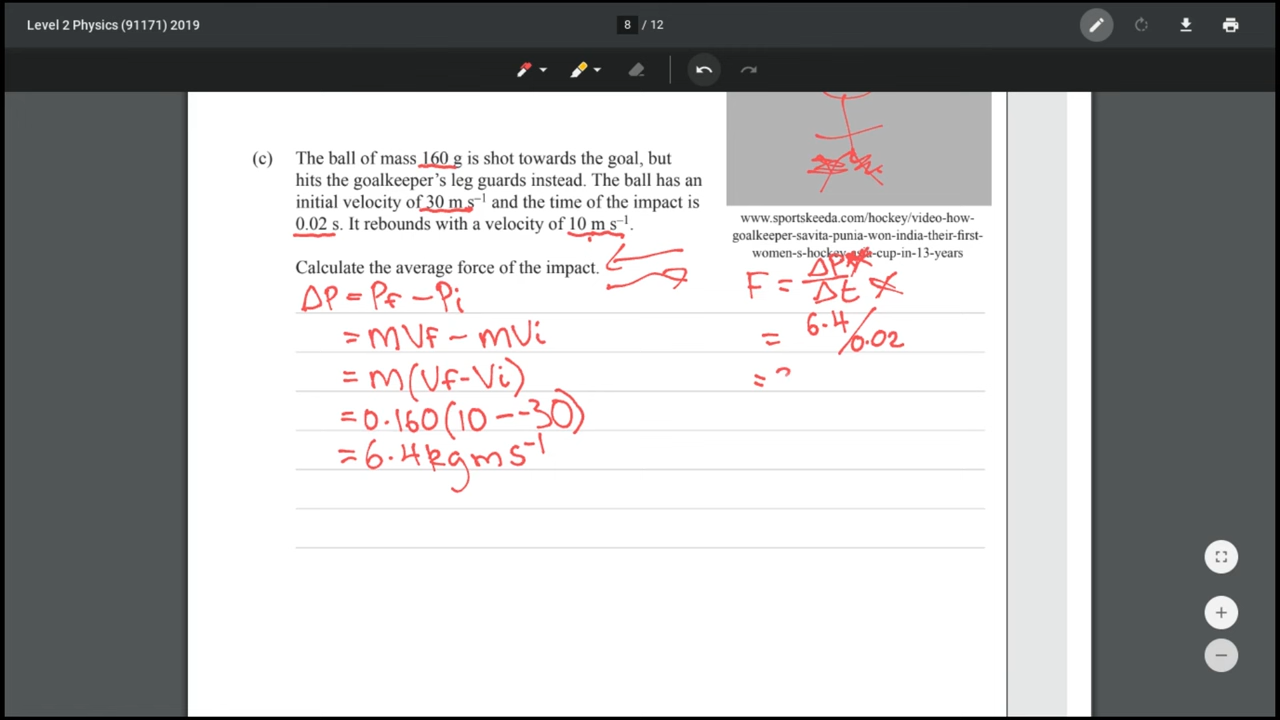 Level 2 Physics (91171) 2019
8 / 12
(c) The ball of mass 160 g is shot towards the goal, but
hits the goalkeeper's leg guards instead. The ball has an
initial velocity of 30 m s⁻¹ and the time of the impact is
0.02 s. It rebounds with a velocity of 10 m s⁻¹.
Calculate the average force of the impact.
www.sportskeeda.com/hockey/video-how-
goalkeeper-savita-punia-won-india-their-first-
women-s-hockey-asia-cup-in-13-years
ΔP = Pf − Pi
= mVf − mVi
= m(Vf−Vi)
= 0.160(10 − −30)
= 6.4 kg m s⁻¹
F = ΔP/Δt
= 6.4/0.02
=